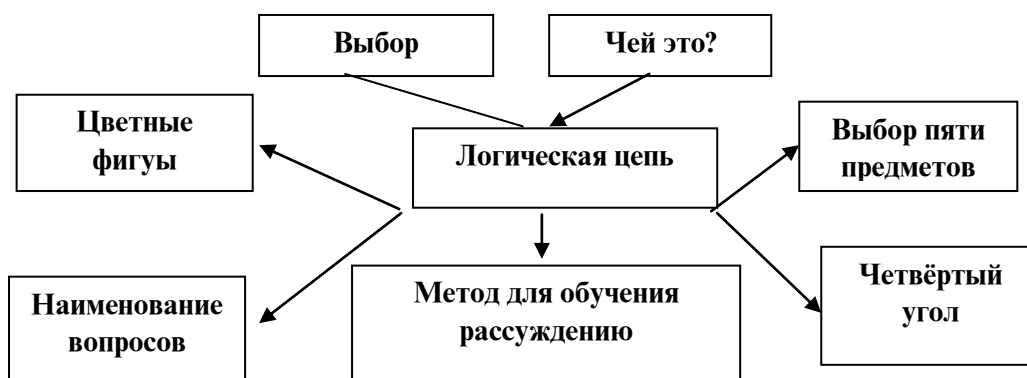 Выбор
Чей это?
Цветные
фигуы
Логическая цепь
Выбор пяти
предметов
Наименование
вопросов
Метод для обучения
рассуждению
Четвёртый
угол